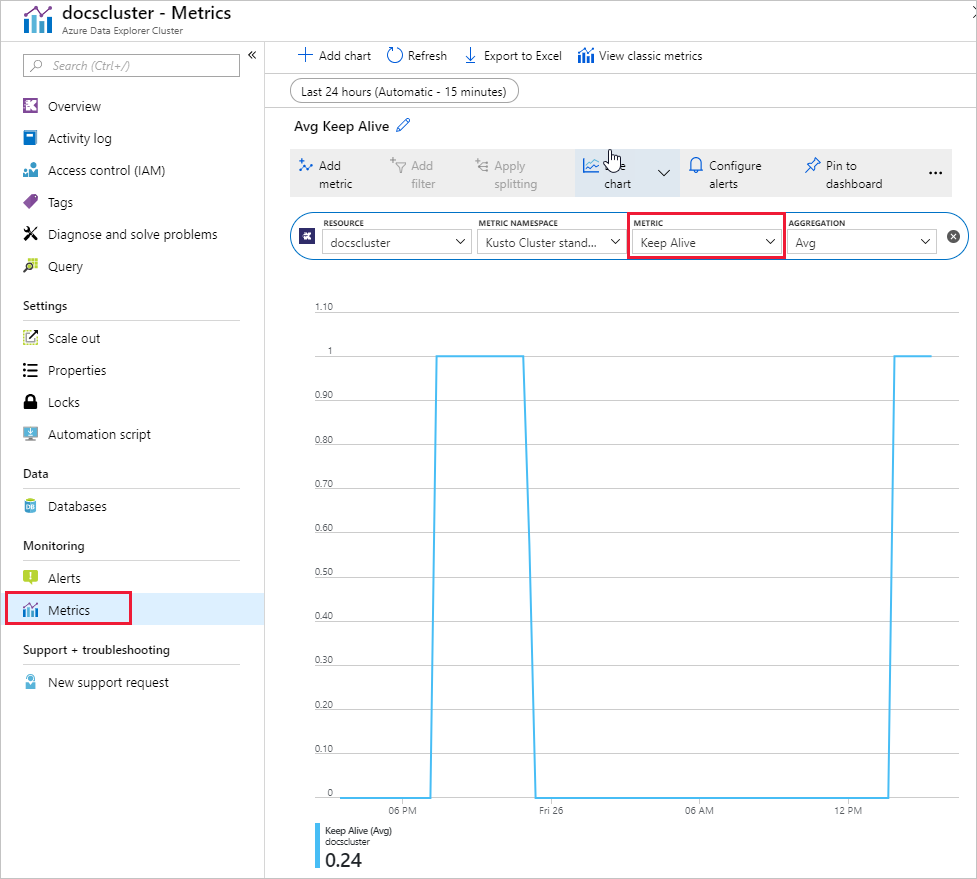 docscluster - Metrics
Azure Data Explorer Cluster
Search (Ctrl+/)
«
Overview
Activity log
Access control (IAM)
Tags
Diagnose and solve problems
Query
Settings
Scale out
Properties
Locks
Automation script
Data
Databases
Monitoring
Alerts
Metrics
Support + troubleshooting
New support request
Add chart Refresh Export to Excel View classic metrics
Last 24 hours (Automatic - 15 minutes)
Avg Keep Alive
Add metric
Add filter
Apply splitting
chart
Configure alerts
Pin to dashboard
...
RESOURCE METRIC NAMESPACE METRIC AGGREGATION
docscluster Kusto Cluster stand... Keep Alive Avg
1.10
1
0.90
0.80
0.70
0.60
0.50
0.40
0.30
0.20
0.10
0
06 PM Fri 26 06 AM 12 PM
Keep Alive (Avg)
docscluster
0.24